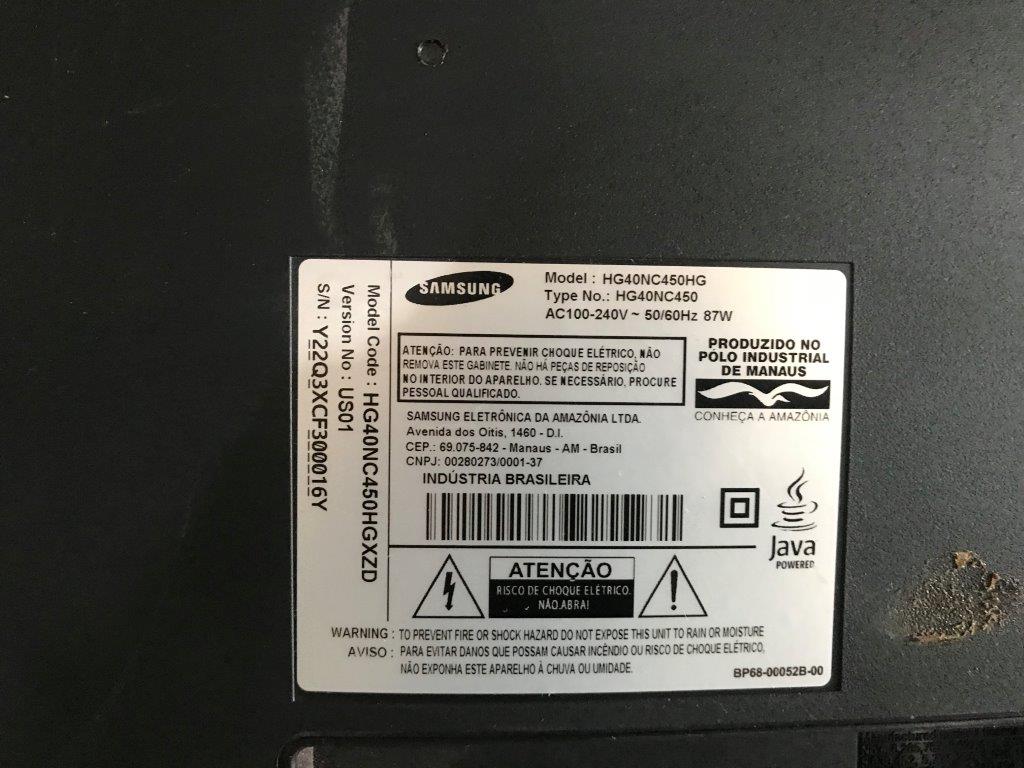 SAMSUNG
Model : HG40NC450HG
Type No.: HG40NC450
AC100-240V ~ 50/60Hz 87W
Model Code : HG40NC450HGXZD
Version No : US01
S/N : Y22Q3XCF300016Y
ATENÇÃO: PARA PREVENIR CHOQUE ELÉTRICO, NÃO
REMOVA ESTE GABINETE. NÃO HÁ PEÇAS DE REPOSIÇÃO
NO INTERIOR DO APARELHO. SE NECESSÁRIO, PROCURE
PESSOAL QUALIFICADO.
PRODUZIDO NO
PÓLO INDUSTRIAL
DE MANAUS
CONHEÇA A AMAZÔNIA
SAMSUNG ELETRÔNICA DA AMAZÔNIA LTDA.
Avenida dos Oitis, 1460 - D.I.
CEP.: 69.075-842 - Manaus - AM - Brasil
CNPJ: 00280273/0001-37
INDÚSTRIA BRASILEIRA
Java
POWERED
ATENÇÃO
RISCO DE CHOQUE ELÉTRICO.
NÃO ABRA!
WARNING : TO PREVENT FIRE OR SHOCK HAZARD DO NOT EXPOSE THIS UNIT TO RAIN OR MOISTURE
AVISO : PARA EVITAR DANOS QUE POSSAM CAUSAR INCÊNDIO OU RISCO DE CHOQUE ELÉTRICO,
NÃO EXPONHA ESTE APARELHO À CHUVA OU UMIDADE.
BP68-00052B-00
Manufactured